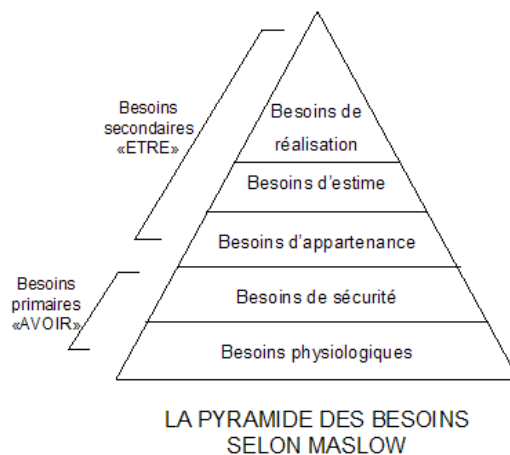 Besoins
secondaires
«ETRE»
Besoins de
réalisation
Besoins d'estime
Besoins d'appartenance
Besoins
primaires
«AVOIR»
Besoins de sécurité
Besoins physiologiques
LA PYRAMIDE DES BESOINS
SELON MASLOW